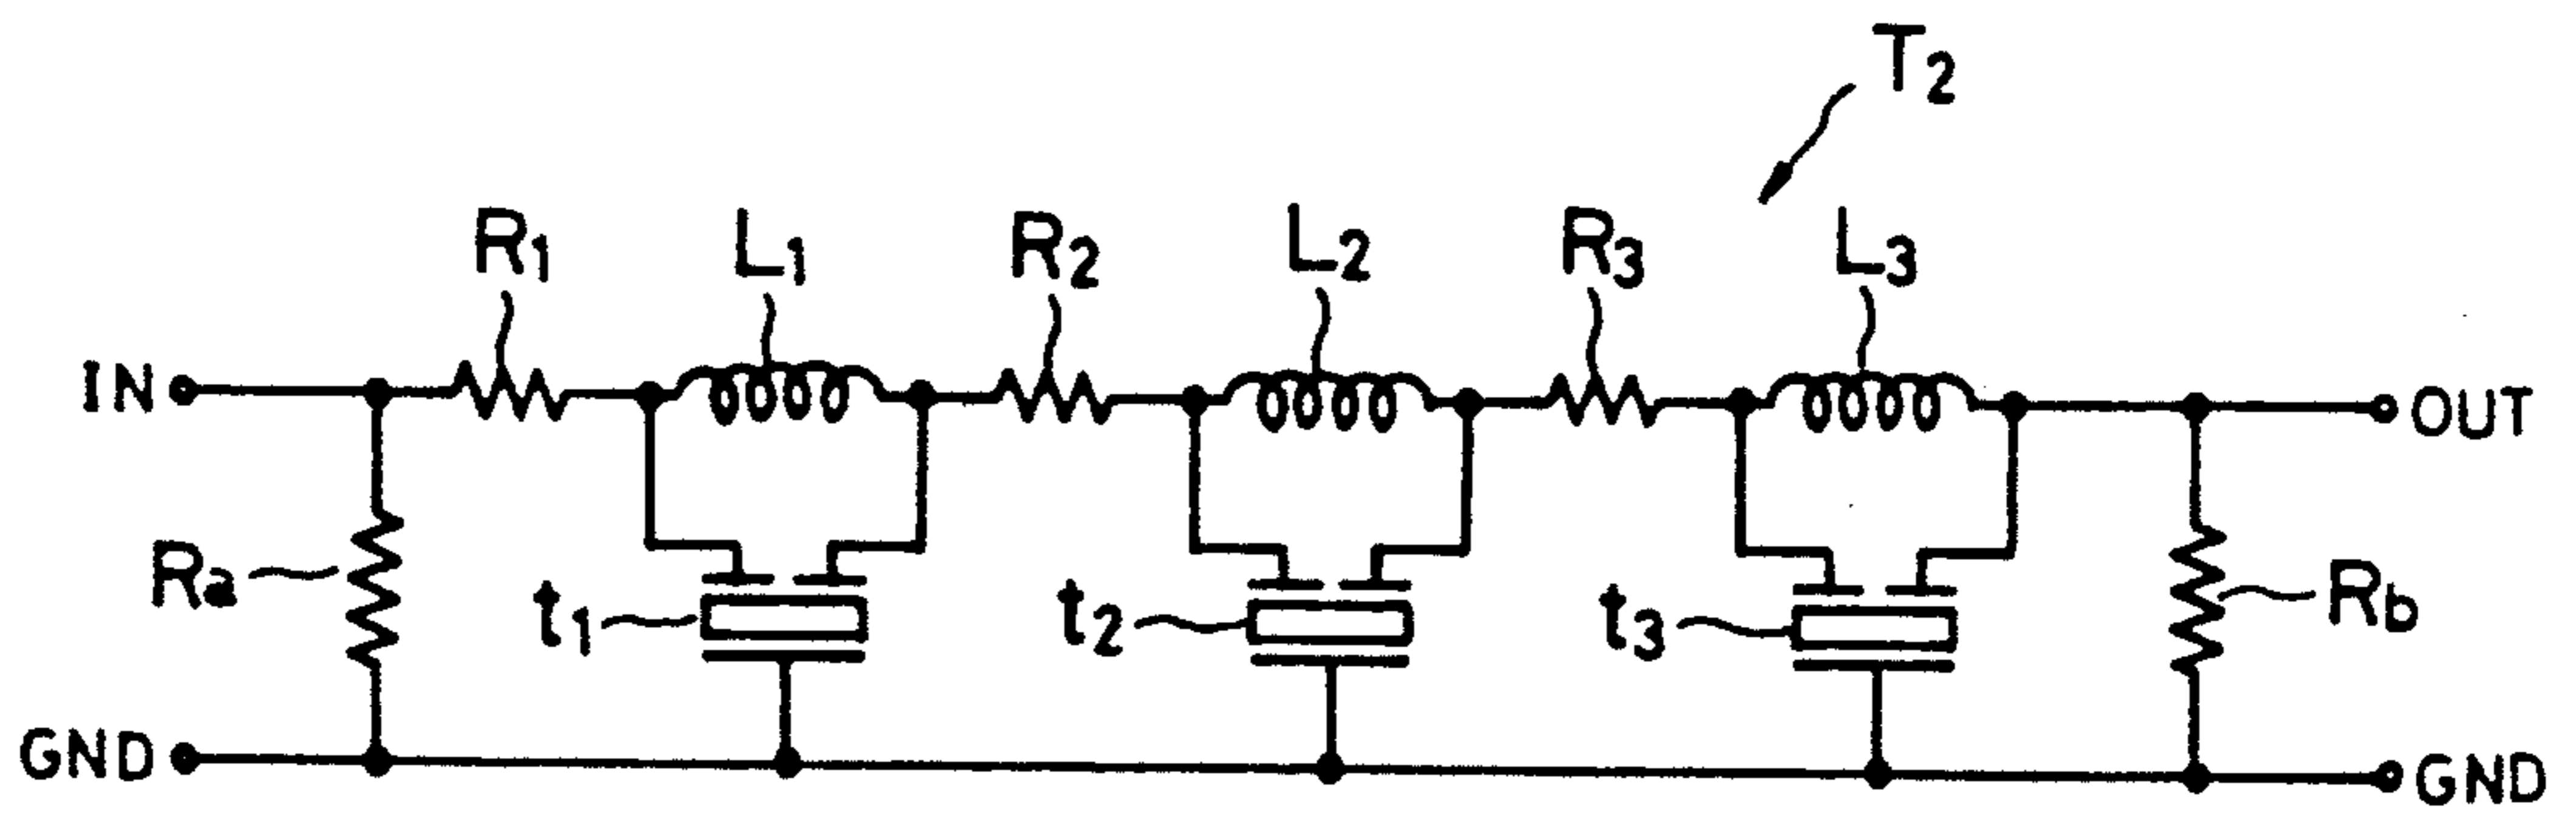 T2
R1 L1 R2 L2 R3 L3
IN OUT
Ra t1 t2 t3 Rb
GND GND